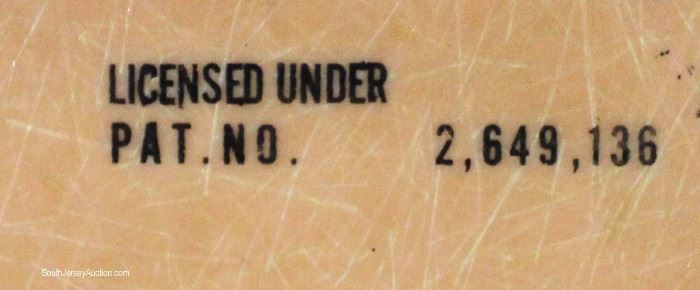 LICENSED UNDER
PAT.NO. 2,649,136
SouthJerseyAuction.com